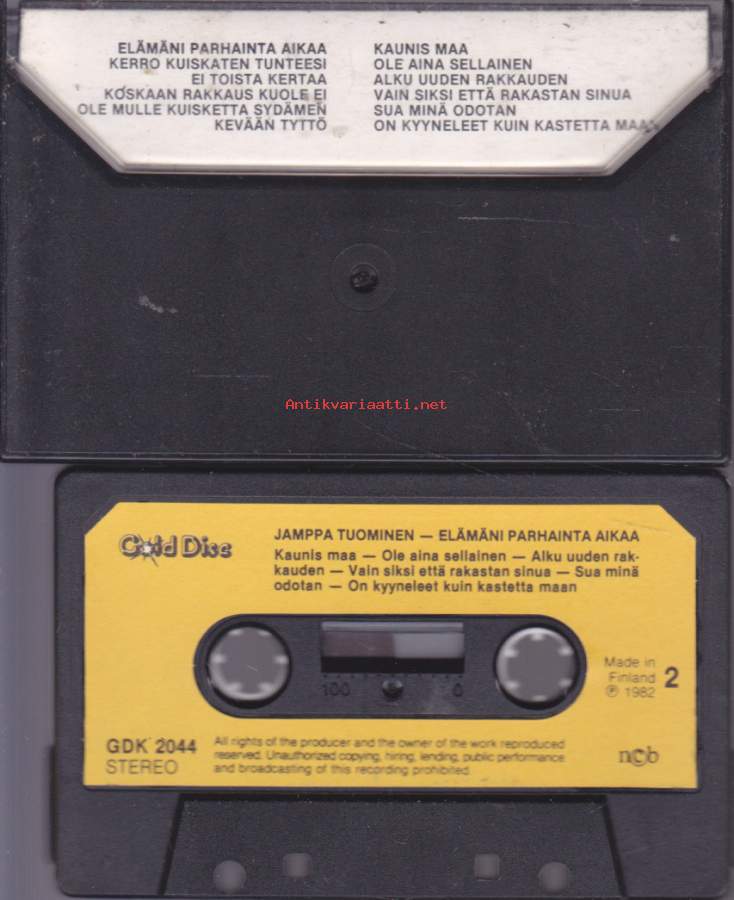 ELÄMÄNI PARHAINTA AIKAA
KERRO KUISKATEN TUNTEESI
EI TOISTA KERTAA
KOSKAAN RAKKAUS KUOLE EI
OLE MULLE KUISKETTA SYDÄMEN
KEVÄÄN TYTTÖ
KAUNIS MAA
OLE AINA SELLAINEN
ALKU UUDEN RAKKAUDEN
VAIN SIKSI ETTÄ RAKASTAN SINUA
SUA MINÄ ODOTAN
ON KYYNELEET KUIN KASTETTA MAAN
Antikvariaatti.net
Gold Disc
JAMPPA TUOMINEN — ELÄMÄNI PARHAINTA AIKAA
Kaunis maa — Ole aina sellainen — Alku uuden rak-
kauden — Vain siksi että rakastan sinua — Sua minä
odotan — On kyyneleet kuin kastetta maan
100 0
Made in
Finland
℗ 1982
2
GDK 2044
STEREO
All rights of the producer and the owner of the work reproduced
reserved. Unauthorized copying, hiring, lending, public performance
and broadcasting of this recording prohibited.
ncb